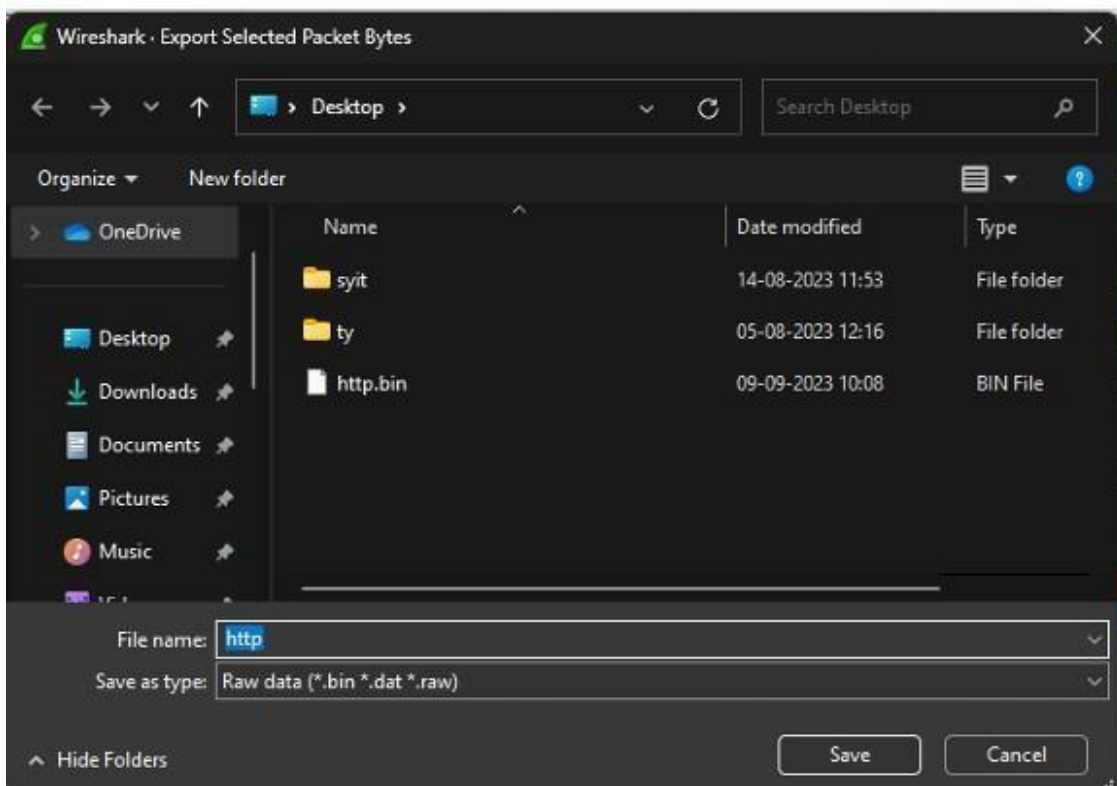 Wireshark · Export Selected Packet Bytes
Desktop
Search Desktop
Organize New folder
OneDrive Name Date modified Type
syit 14-08-2023 11:53 File folder
Desktop ty 05-08-2023 12:16 File folder
Downloads http.bin 09-09-2023 10:08 BIN File
Documents
Pictures
Music
File name: http
Save as type: Raw data (*.bin *.dat *.raw)
Hide Folders Save Cancel